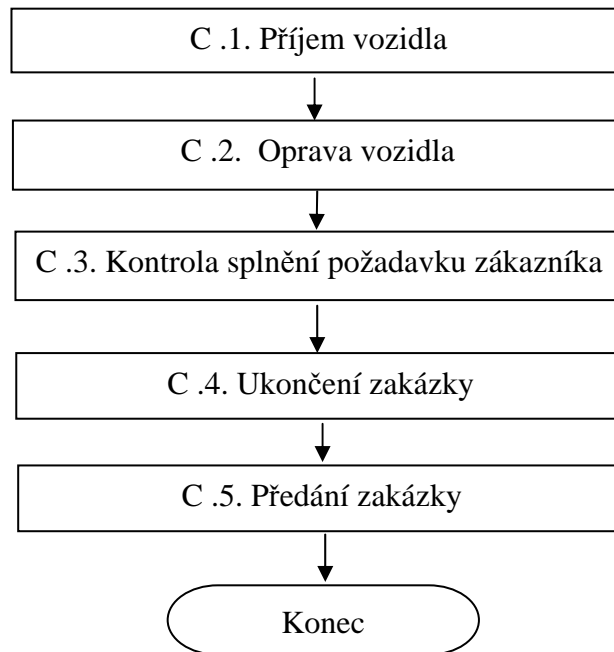 C .1. Příjem vozidla
C .2. Oprava vozidla
C .3. Kontrola splnění požadavku zákazníka
C .4. Ukončení zakázky
C .5. Předání zakázky
Konec